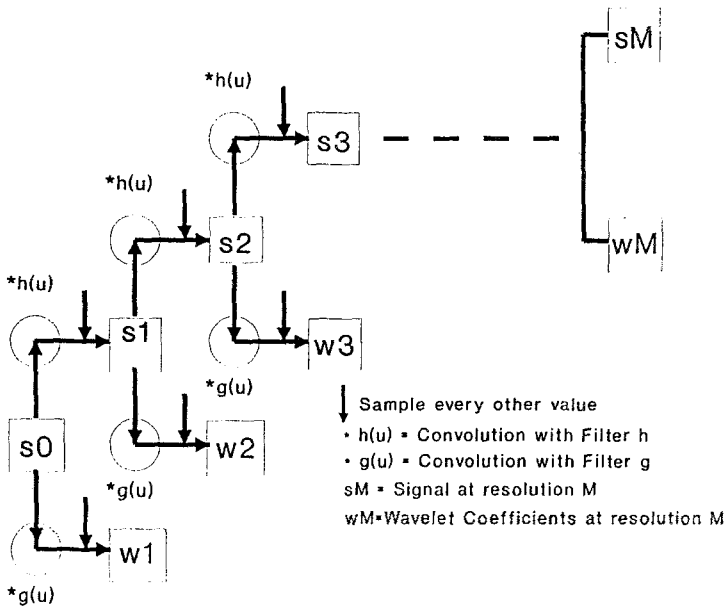 sM
*h(u)
s3
*h(u)
s2
wM
*h(u)
s1
w3
*g(u)
Sample every other value
* h(u) = Convolution with Filter h
s0
w2
* g(u) = Convolution with Filter g
*g(u)
sM = Signal at resolution M
wM=Wavelet Coefficients at resolution M
w1
*g(u)